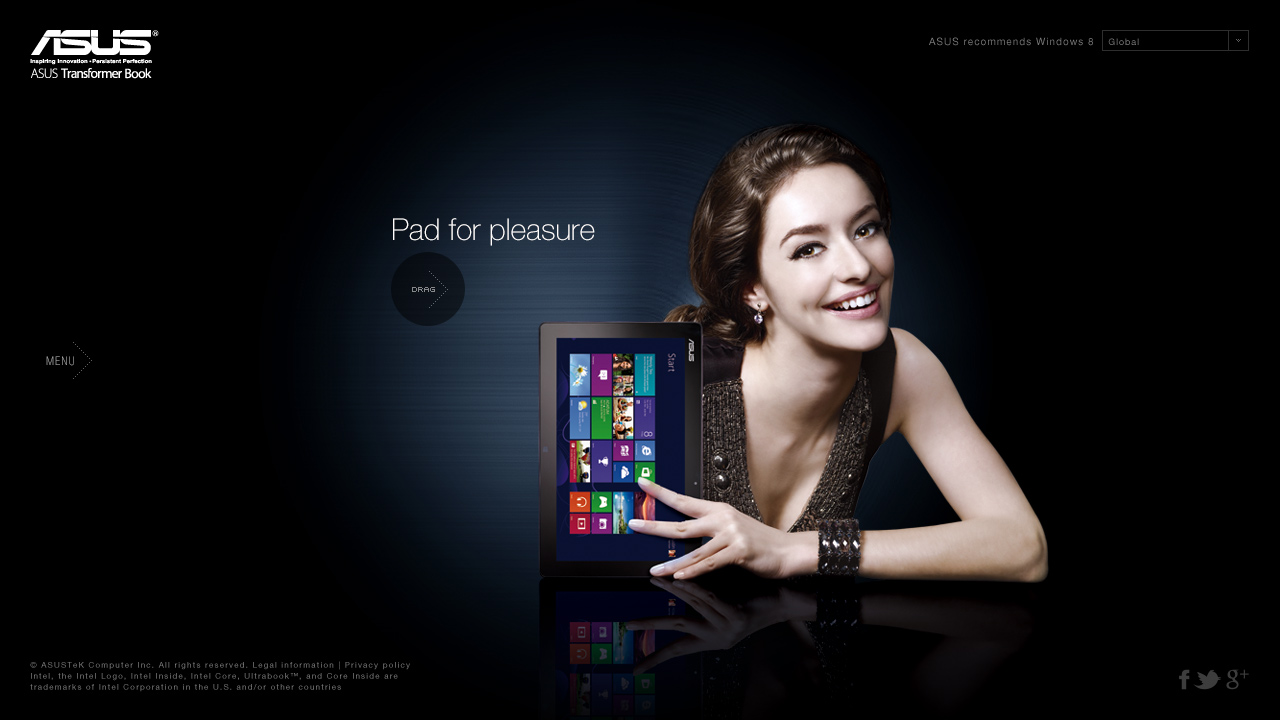 ASUS®
Inspiring Innovation • Persistent Perfection
ASUS Transformer Book
ASUS recommends Windows 8
Global
Pad for pleasure
DRAG
MENU
ASUS
Start
© ASUSTeK Computer Inc. All rights reserved. Legal information | Privacy policy
Intel, the Intel Logo, Intel Inside, Intel Core, Ultrabook™, and Core Inside are
trademarks of Intel Corporation in the U.S. and/or other countries
f
g+